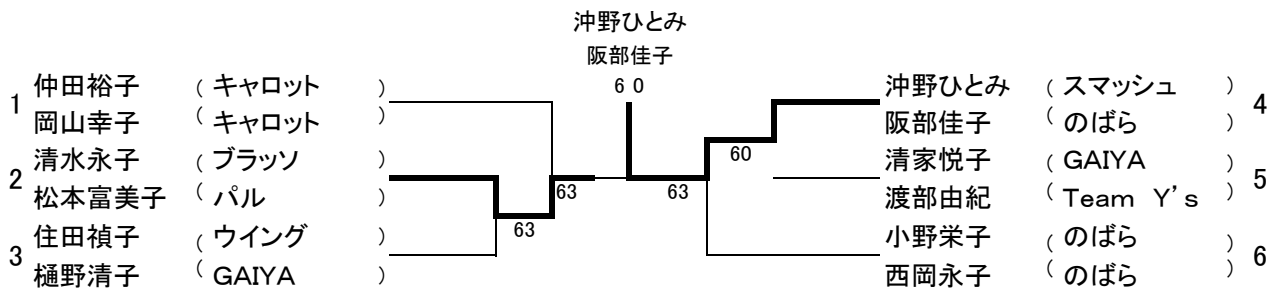 沖野ひとみ
阪部佳子
6 0
1 仲田裕子 ( キャロット )
岡山幸子 ( キャロット )
2 清水永子 ( ブラッソ )
松本富美子 ( パル )
3 住田禎子 ( ウイング )
樋野清子 ( GAIYA )
63
63
63
60
沖野ひとみ ( スマッシュ ) 4
阪部佳子 ( のばら )
清家悦子 ( GAIYA ) 5
渡部由紀 ( Team Y's )
小野栄子 ( のばら ) 6
西岡永子 ( のばら )